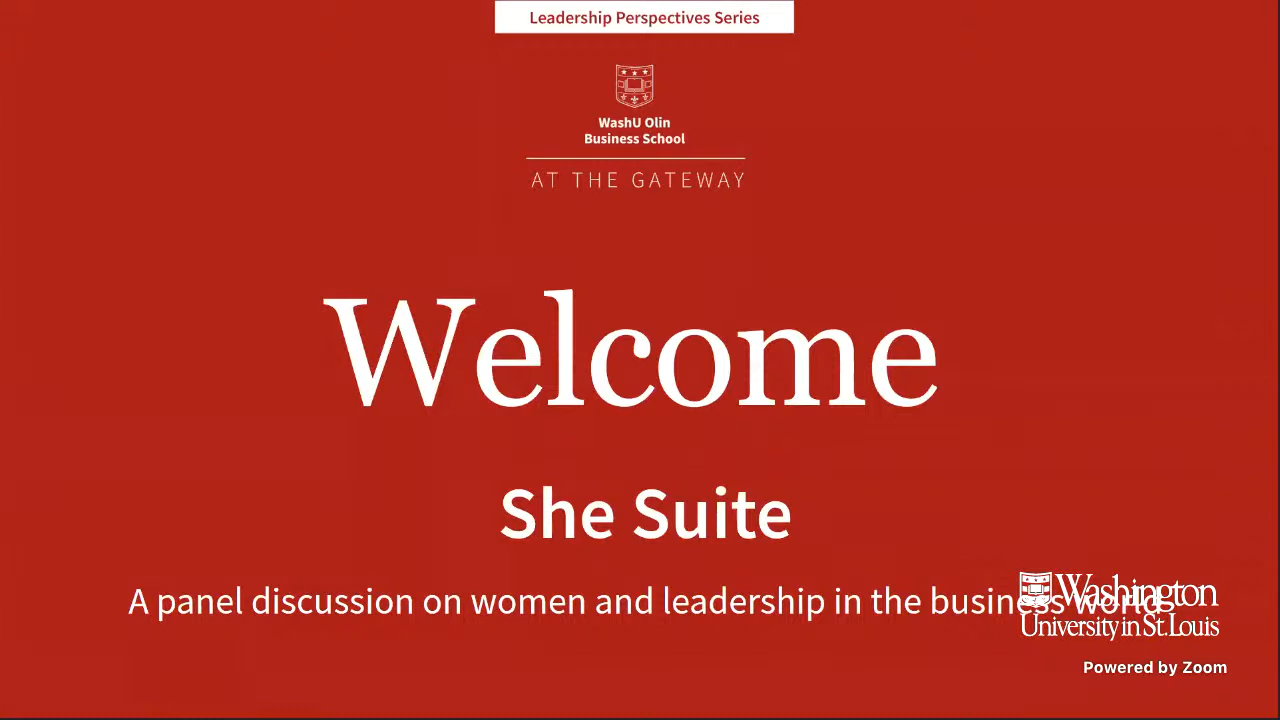 Leadership Perspectives Series
WashU Olin
Business School
AT THE GATEWAY
Welcome
She Suite
A panel discussion on women and leadership in the business world
Washington
University in St. Louis
Powered by Zoom